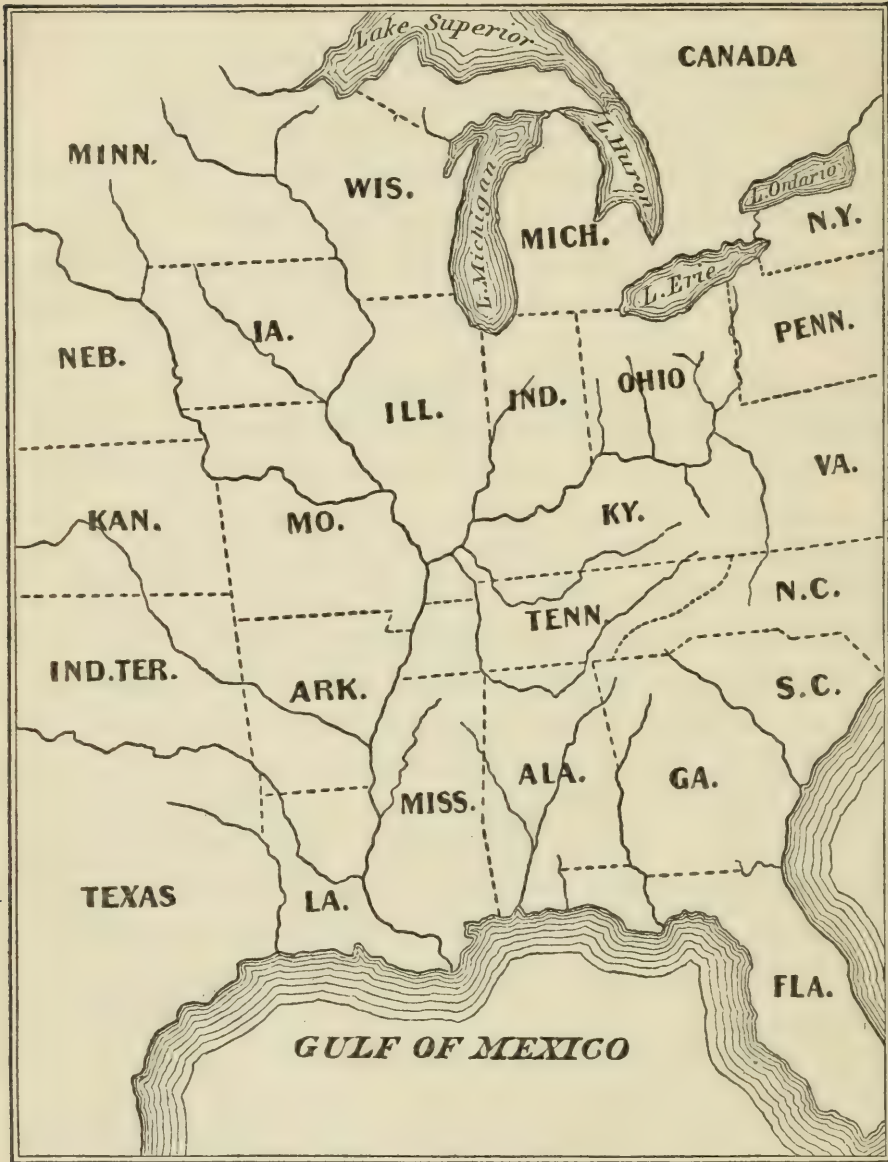 Lake Superior
CANADA
MINN.
WIS.
L. Michigan
L. Huron
MICH.
L. Ontario
N.Y.
L. Erie
NEB.
IA.
ILL.
IND.
OHIO
PENN.
VA.
KAN.
MO.
KY.
TENN.
N.C.
IND. TER.
ARK.
S.C.
MISS.
ALA.
GA.
TEXAS
LA.
FLA.
GULF OF MEXICO